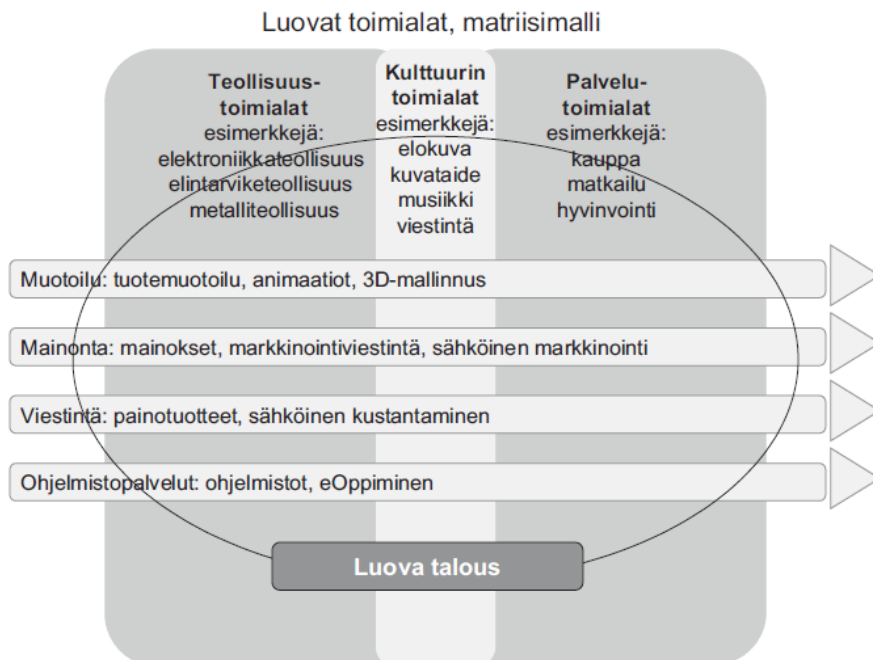 Luovat toimialat, matriisimalli
Teollisuus-
toimialat
esimerkkejä:
elektroniikkateollisuus
elintarviketeollisuus
metalliteollisuus
Kulttuurin
toimialat
esimerkkejä:
elokuva
kuvataide
musiikki
viestintä
Palvelu-
toimialat
esimerkkejä:
kauppa
matkailu
hyvinvointi
Muotoilu: tuotemuotoilu, animaatiot, 3D-mallinnus
Mainonta: mainokset, markkinointiviestintä, sähköinen markkinointi
Viestintä: painotuotteet, sähköinen kustantaminen
Ohjelmistopalvelut: ohjelmistot, eOppiminen
Luova talous